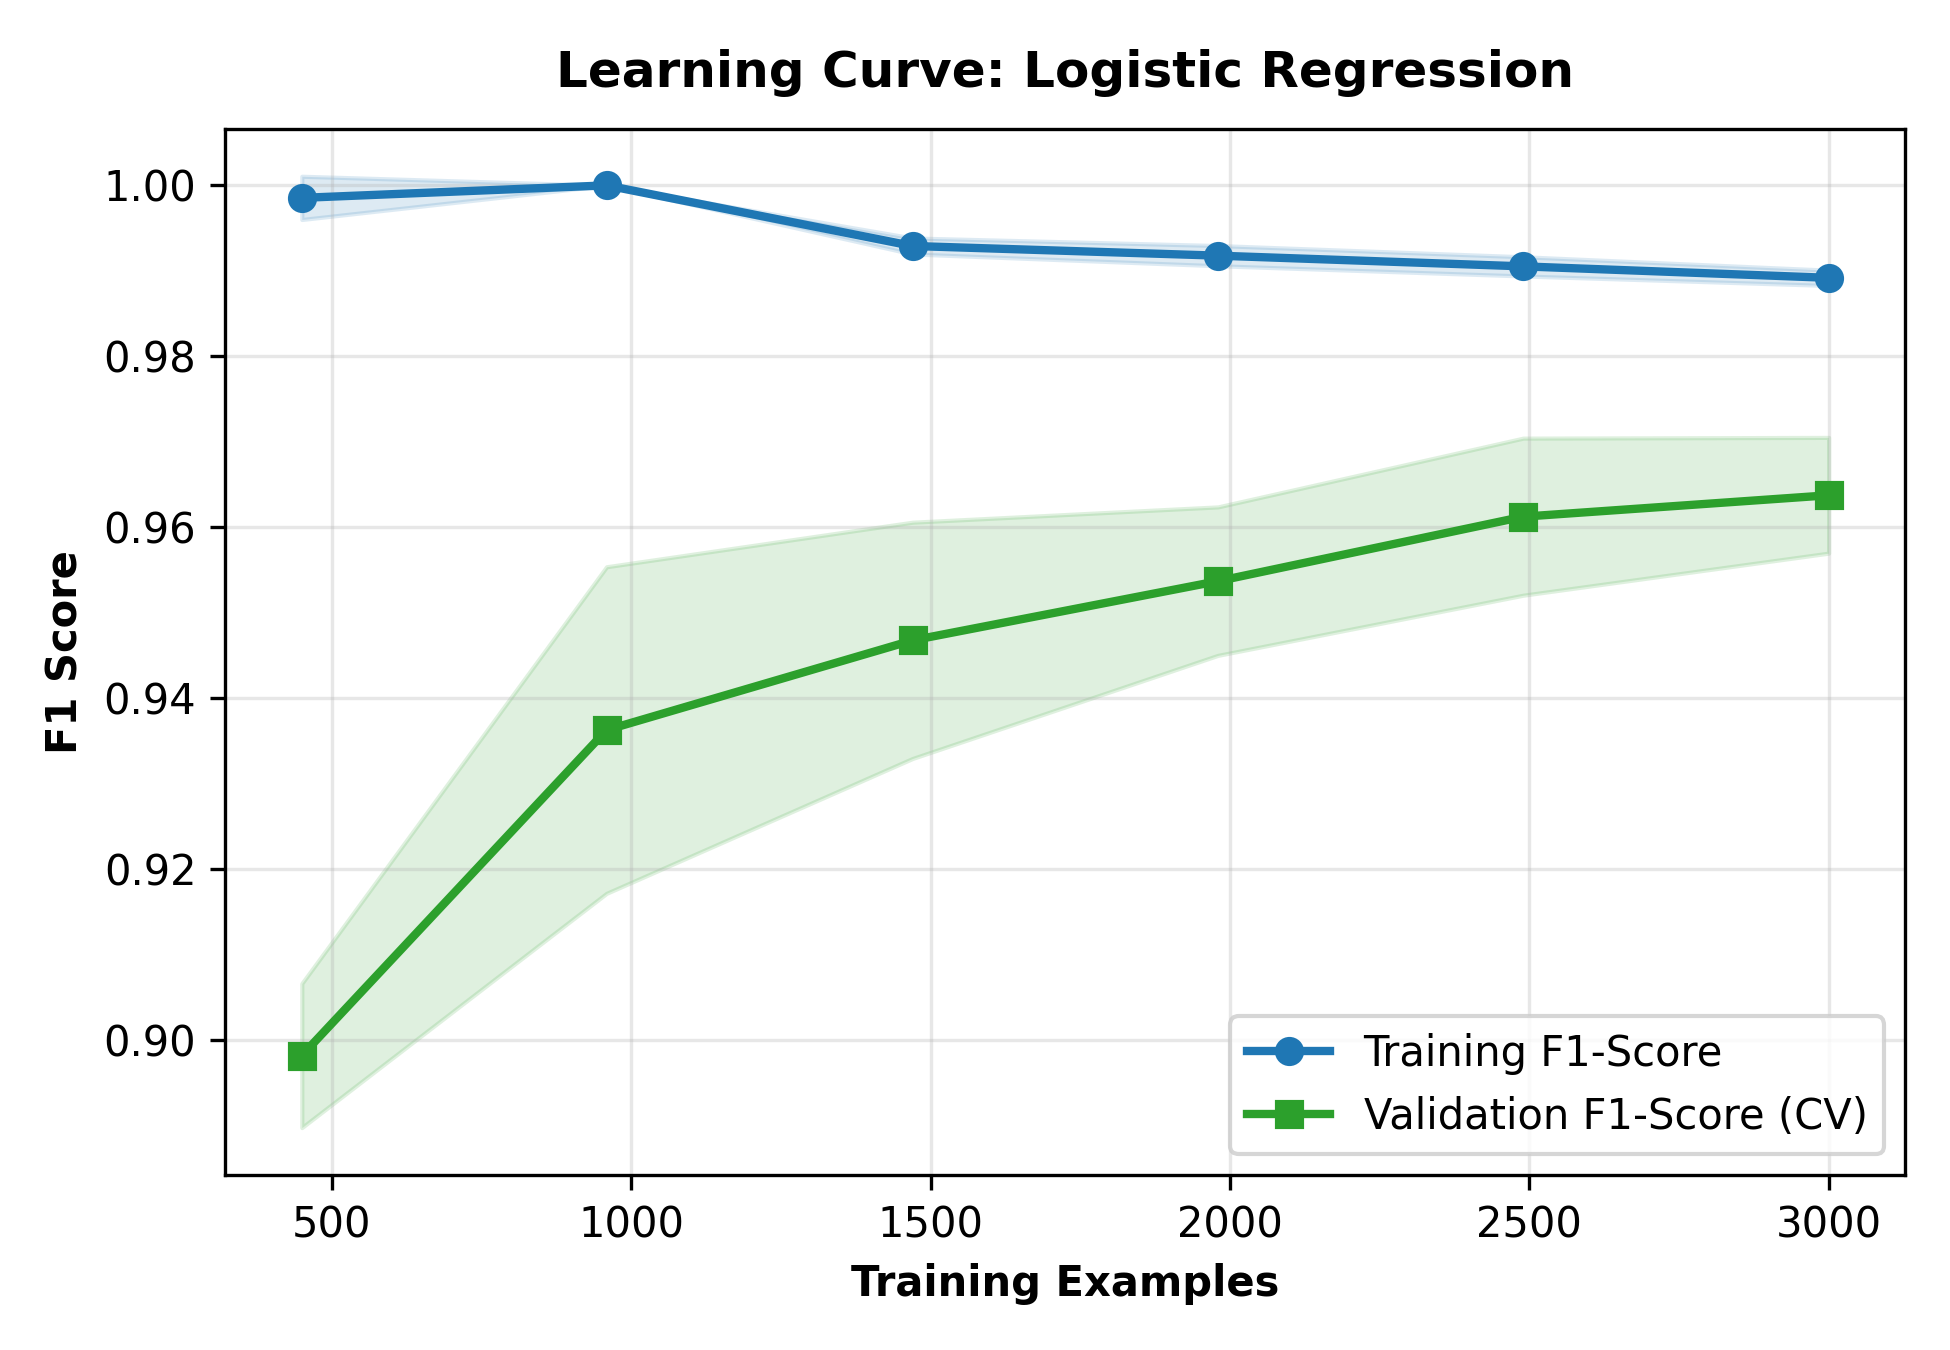 Learning Curve: Logistic Regression
F1 Score
1.00
0.98
0.96
0.94
0.92
0.90
Training F1-Score
Validation F1-Score (CV)
500 1000 1500 2000 2500 3000
Training Examples